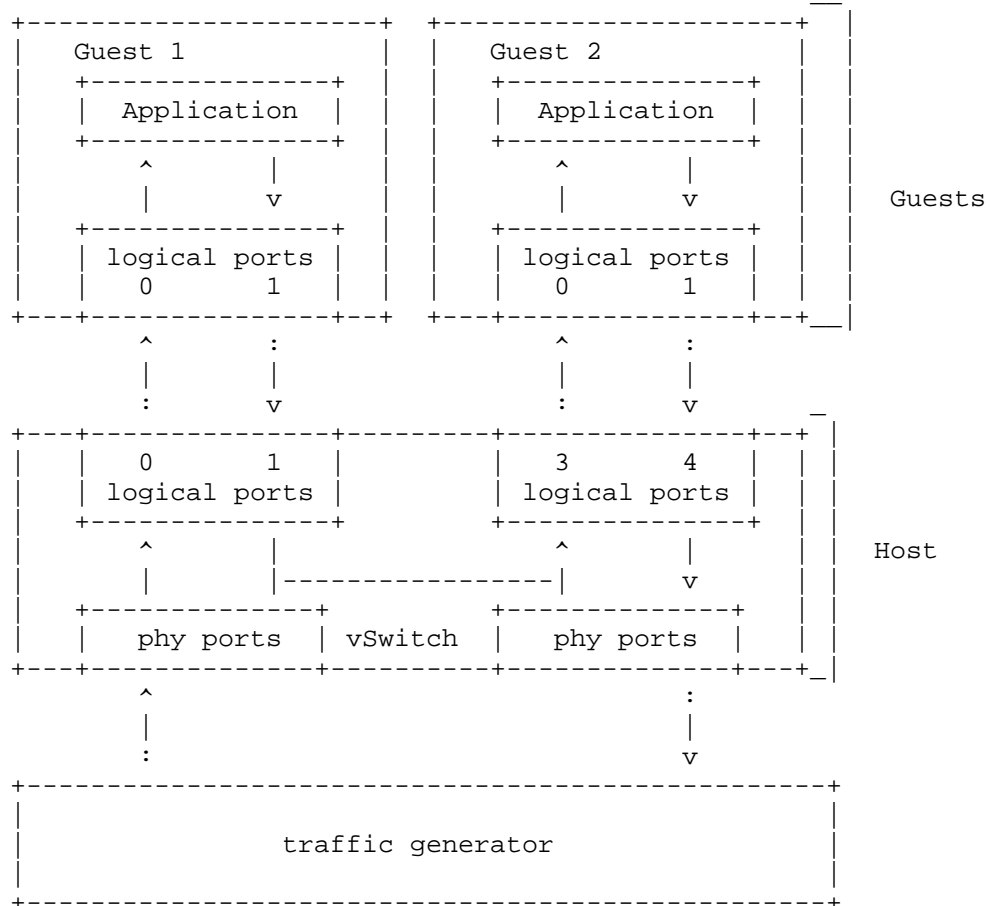 Guest 1 Guest 2
Application Application
Guests
logical ports logical ports
0 1 0 1
0 1 3 4
logical ports logical ports
Host
phy ports vSwitch phy ports
traffic generator